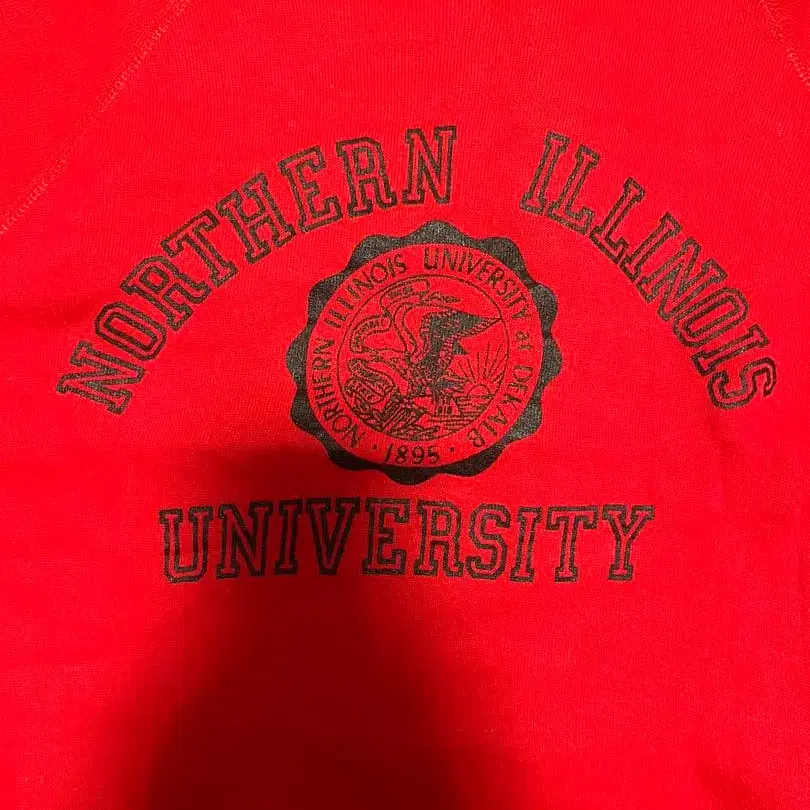 NORTHERN ILLINOIS
NORTHERN ILLINOIS UNIVERSITY at DEKALB
· 1895 ·
UNIVERSITY